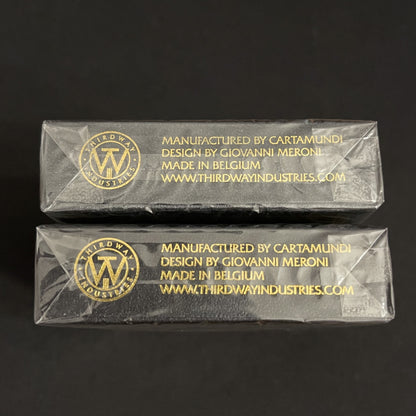 THIRDWAY
INDUSTRIES
MANUFACTURED BY CARTAMUNDI
DESIGN BY GIOVANNI MERONI
MADE IN BELGIUM
WWW.THIRDWAYINDUSTRIES.COM
THIRDWAY
INDUSTRIES
MANUFACTURED BY CARTAMUNDI
DESIGN BY GIOVANNI MERONI
MADE IN BELGIUM
WWW.THIRDWAYINDUSTRIES.COM